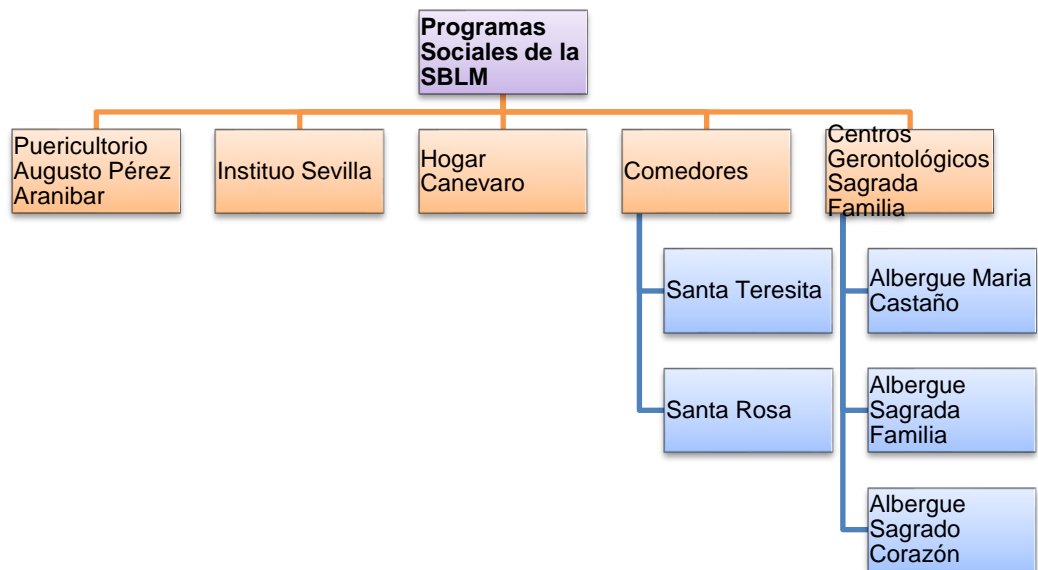 Programas
Sociales de la
SBLM
Puericultorio
Augusto Pérez
Aranibar
Instituo Sevilla
Hogar
Canevaro
Comedores
Centros
Gerontológicos
Sagrada
Familia
Santa Teresita
Santa Rosa
Albergue Maria
Castaño
Albergue
Sagrada
Familia
Albergue
Sagrado
Corazón